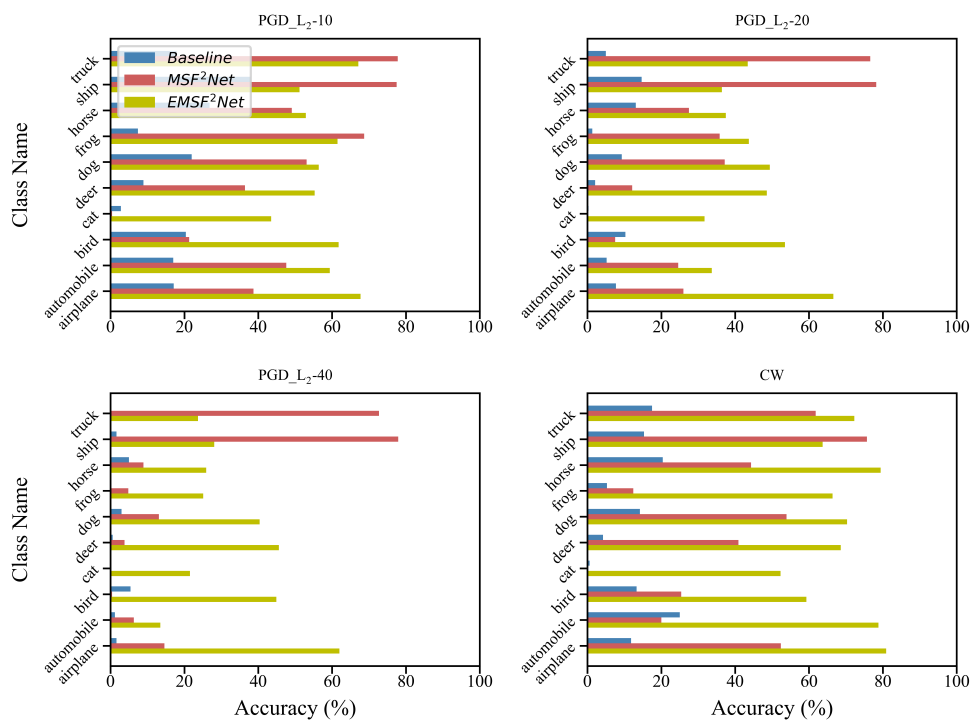 PGD_L₂-10
Class Name
truck
ship
horse
frog
dog
deer
cat
bird
automobile
airplane
Baseline
MSF²Net
EMSF²Net
0 20 40 60 80 100
PGD_L₂-20
truck
ship
horse
frog
dog
deer
cat
bird
automobile
airplane
0 20 40 60 80 100
PGD_L₂-40
Class Name
truck
ship
horse
frog
dog
deer
cat
bird
automobile
airplane
0 20 40 60 80 100
Accuracy (%)
CW
truck
ship
horse
frog
dog
deer
cat
bird
automobile
airplane
0 20 40 60 80 100
Accuracy (%)